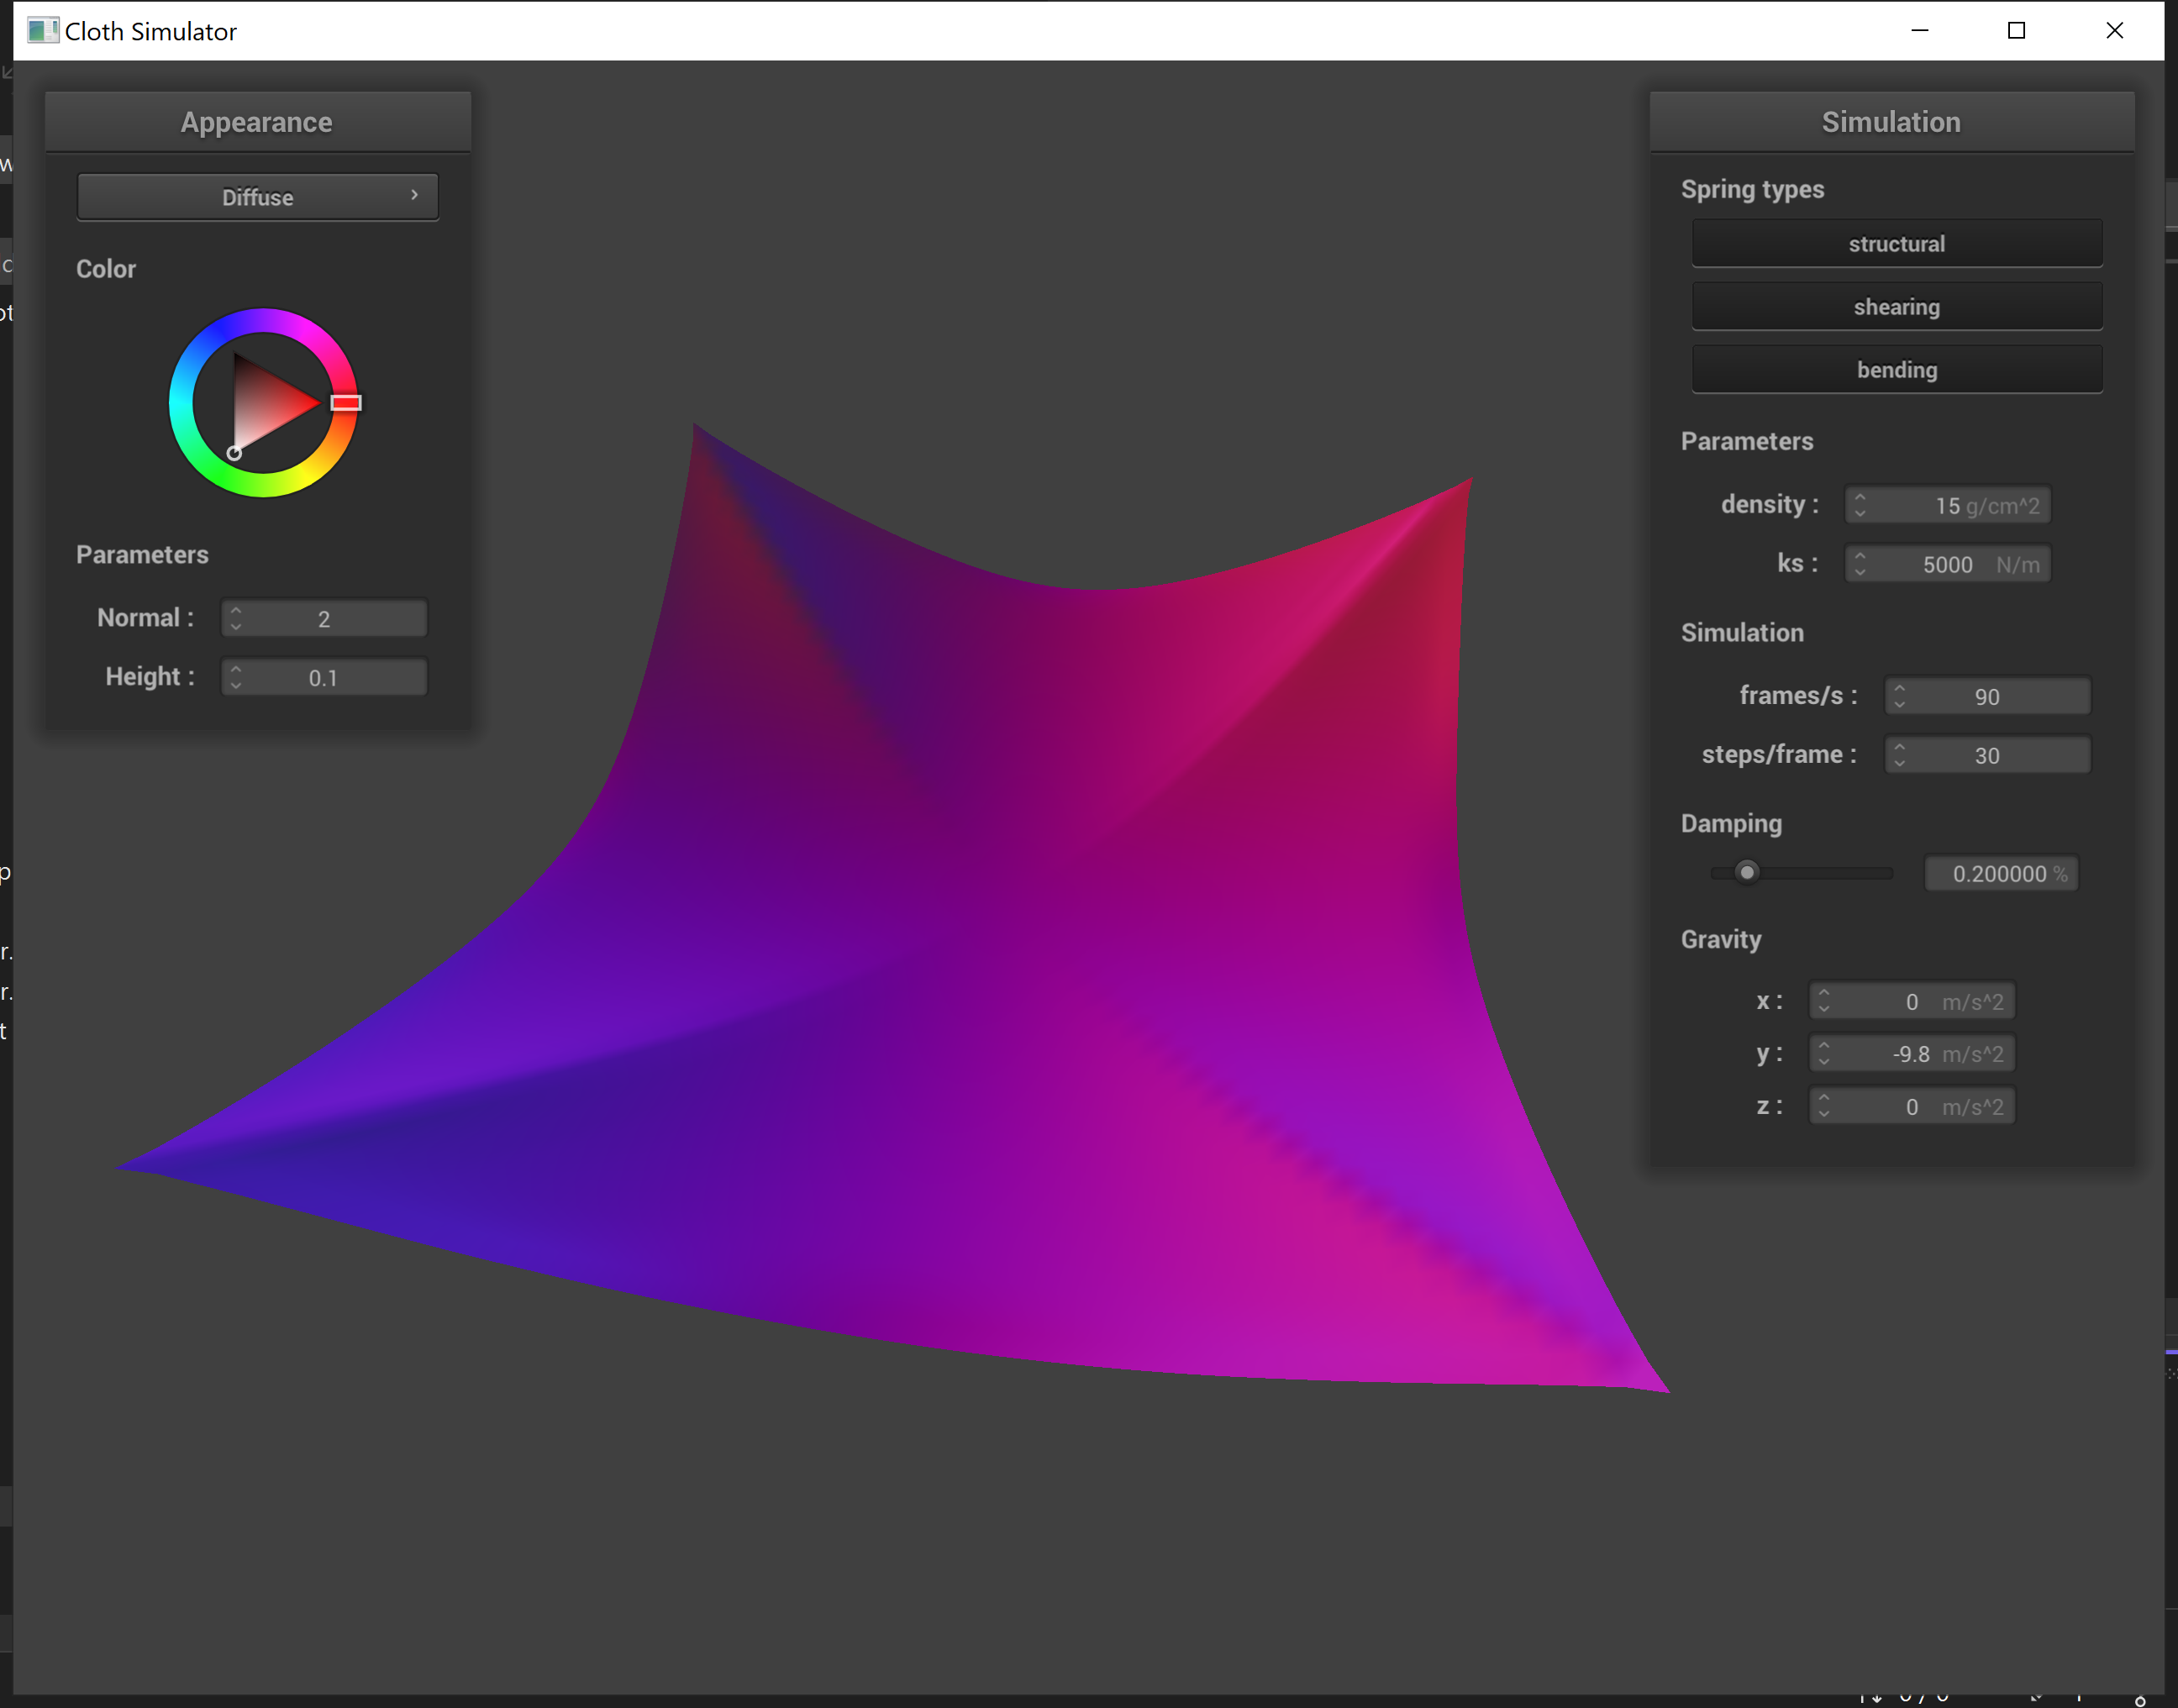 Cloth Simulator
Appearance
Diffuse
Color
Parameters
Normal : 2
Height : 0.1
Simulation
Spring types
structural
shearing
bending
Parameters
density : 15 g/cm^2
ks : 5000 N/m
Simulation
frames/s : 90
steps/frame : 30
Damping
0.200000 %
Gravity
x : 0 m/s^2
y : -9.8 m/s^2
z : 0 m/s^2